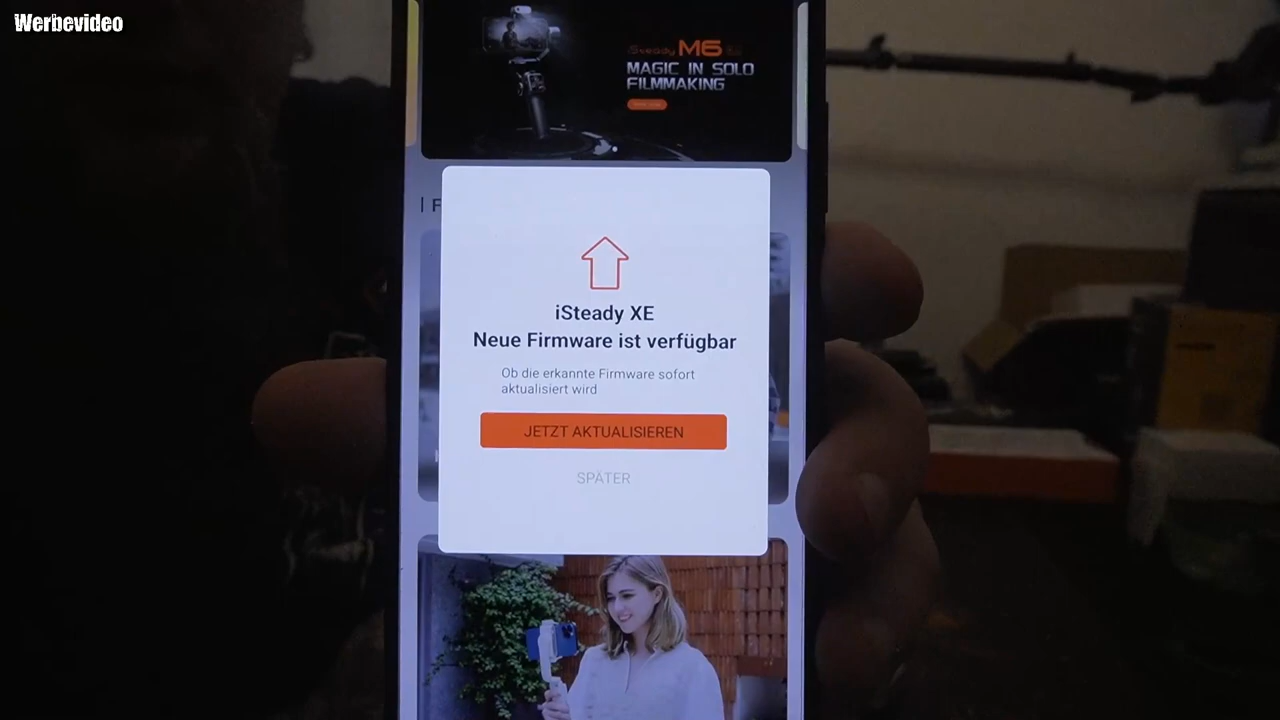 Werbevideo
iSteady M6
MAGIC IN SOLO
FILMMAKING
F
iSteady XE
Neue Firmware ist verfügbar
Ob die erkannte Firmware sofort
aktualisiert wird
JETZT AKTUALISIEREN
SPÄTER